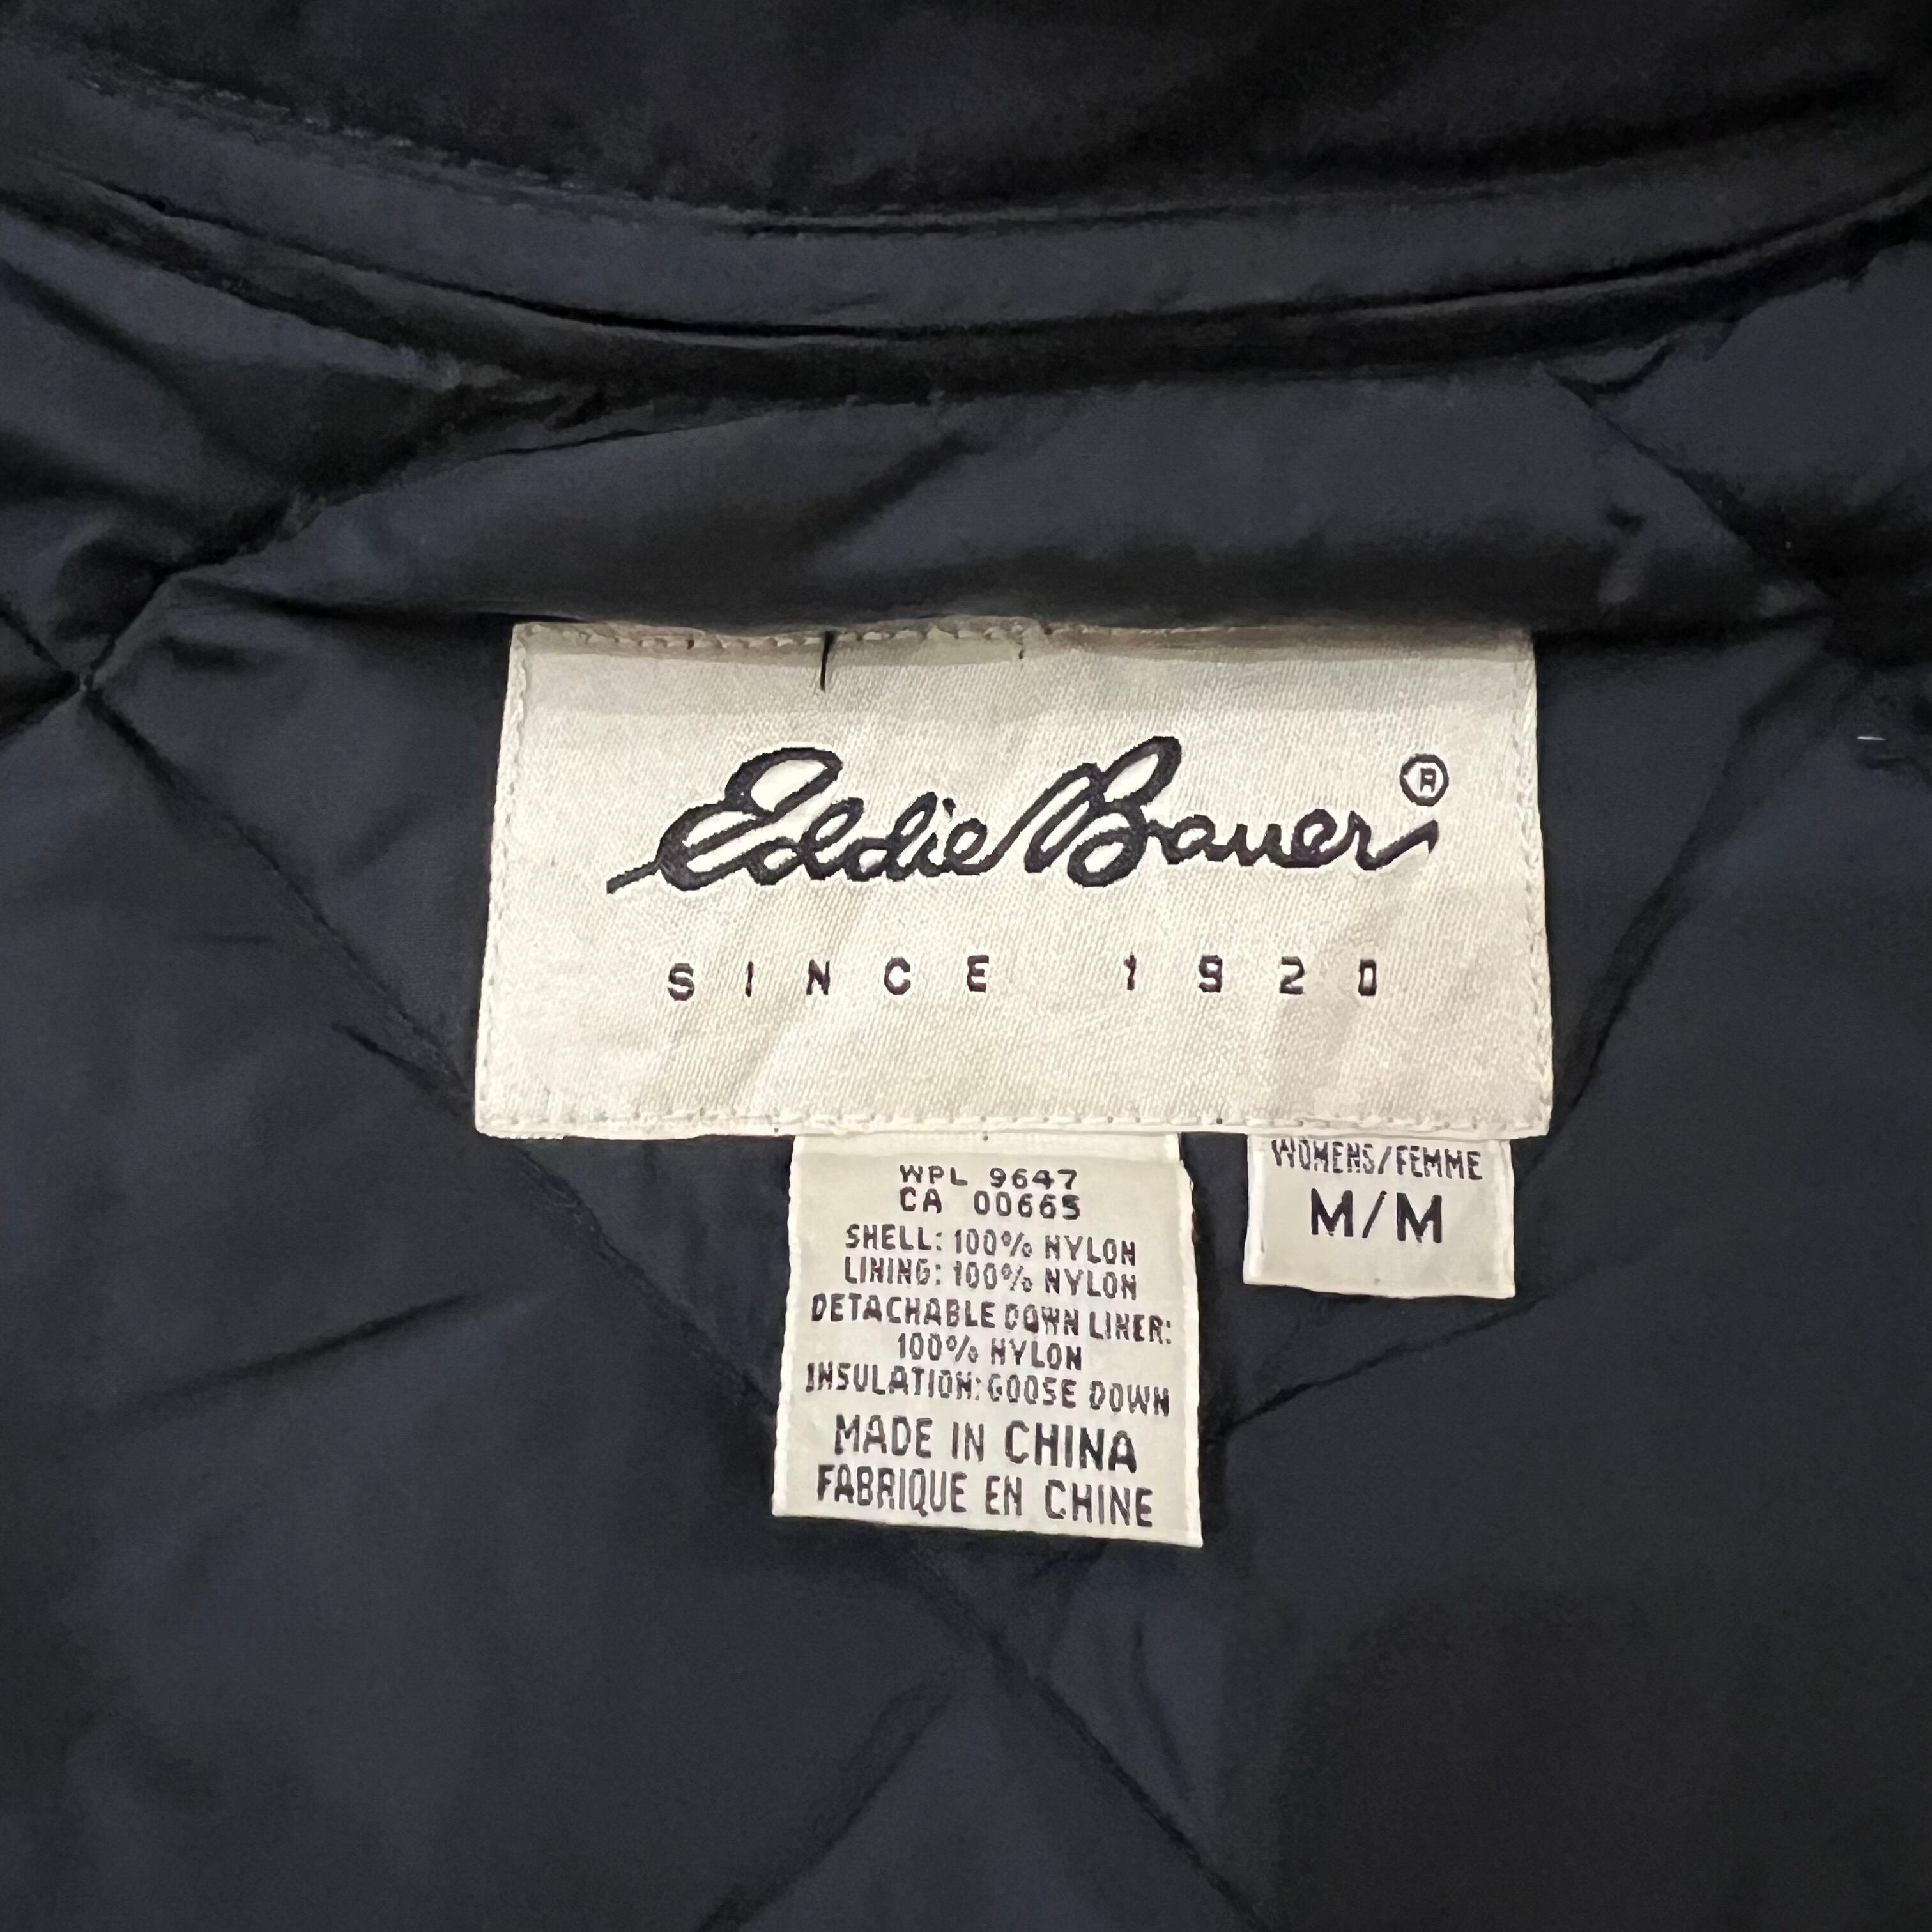 Eddie Bauer®
SINCE 1920
WPL 9647
CA 00665
SHELL: 100% NYLON
LINING: 100% NYLON
DETACHABLE DOWN LINER:
100% NYLON
INSULATION: GOOSE DOWN
MADE IN CHINA
FABRIQUE EN CHINE
WOMENS/FEMME
M/M